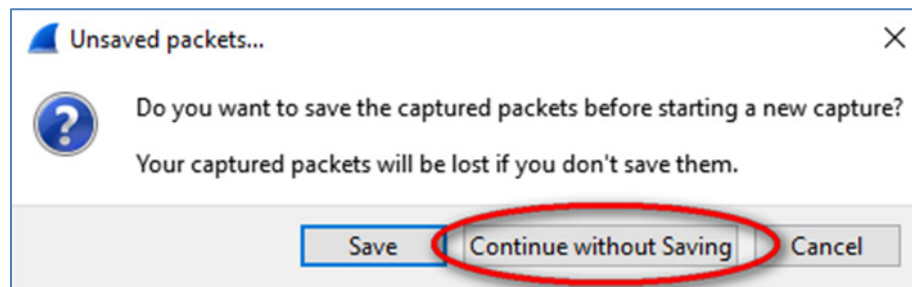 Unsaved packets...
Do you want to save the captured packets before starting a new capture?
Your captured packets will be lost if you don't save them.
Save Continue without Saving Cancel